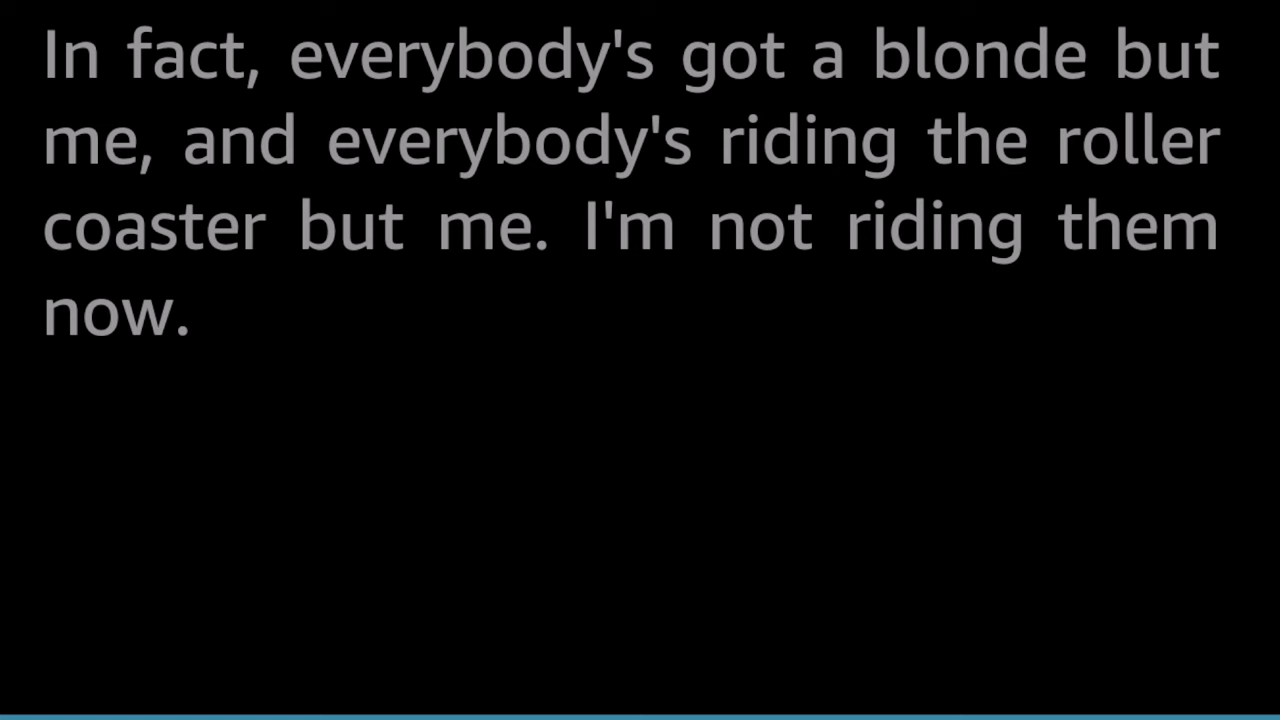 In fact, everybody's got a blonde but
me, and everybody's riding the roller
coaster but me. I'm not riding them
now.